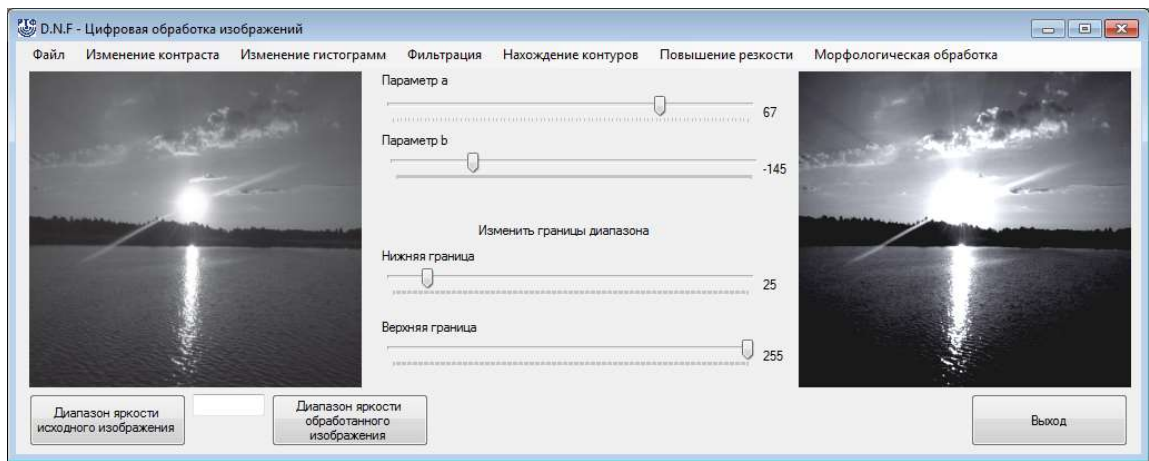 D.N.F - Цифровая обработка изображений
Файл Изменение контраста Изменение гистограмм Фильтрация Нахождение контуров Повышение резкости Морфологическая обработка
Параметр a
67
Параметр b
-145
Изменить границы диапазона
Нижняя граница
25
Верхняя граница
255
Диапазон яркости
исходного изображения
Диапазон яркости
обработанного
изображения
Выход